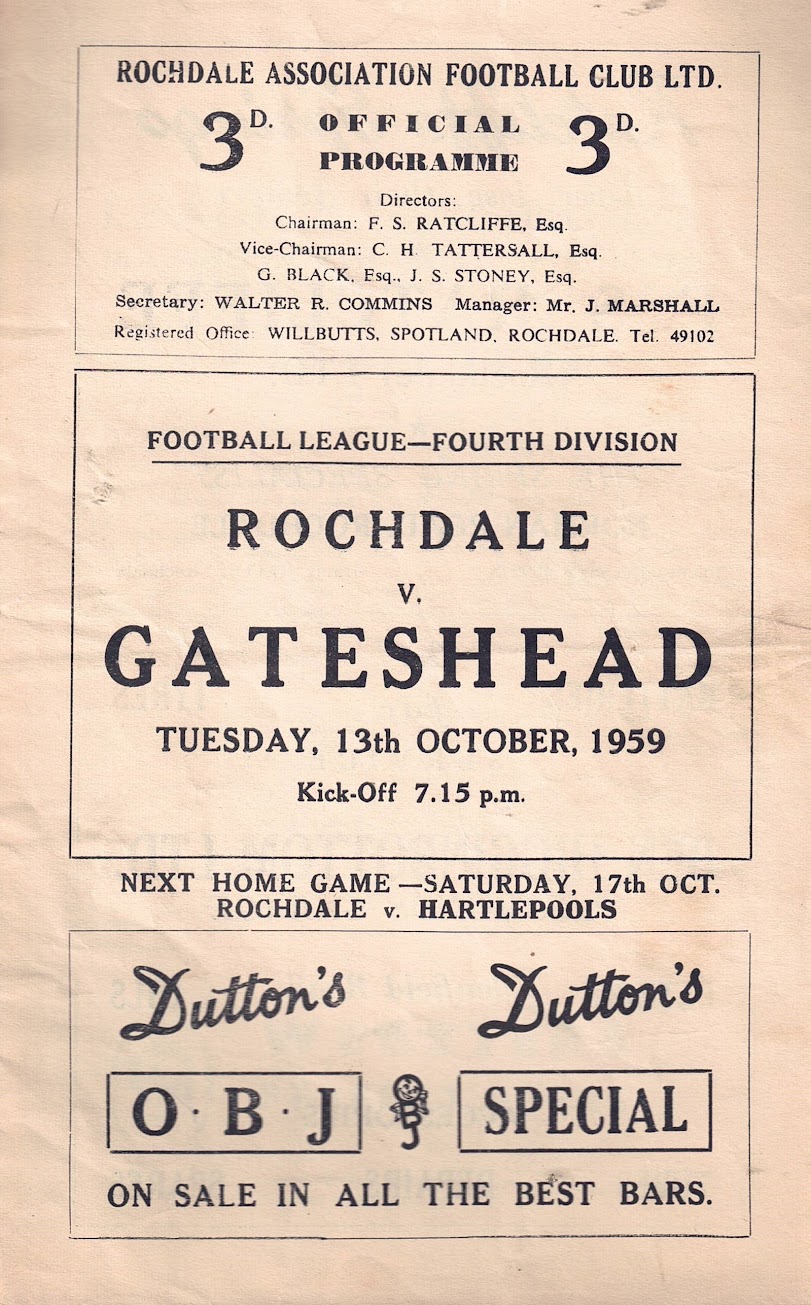 ROCHDALE ASSOCIATION FOOTBALL CLUB LTD.
3D. OFFICIAL PROGRAMME 3D.
Directors:
Chairman: F. S. RATCLIFFE, Esq.
Vice-Chairman: C. H. TATTERSALL, Esq.
G. BLACK, Esq., J. S. STONEY, Esq.
Secretary: WALTER R. COMMINS Manager: Mr. J. MARSHALL
Registered Office: WILLBUTTS, SPOTLAND, ROCHDALE. Tel. 49102
FOOTBALL LEAGUE—FOURTH DIVISION
ROCHDALE
V.
GATESHEAD
TUESDAY, 13th OCTOBER, 1959
Kick-Off 7.15 p.m.
NEXT HOME GAME—SATURDAY, 17th OCT.
ROCHDALE v. HARTLEPOOLS
Dutton's Dutton's
O·B·J OBJ SPECIAL
ON SALE IN ALL THE BEST BARS.